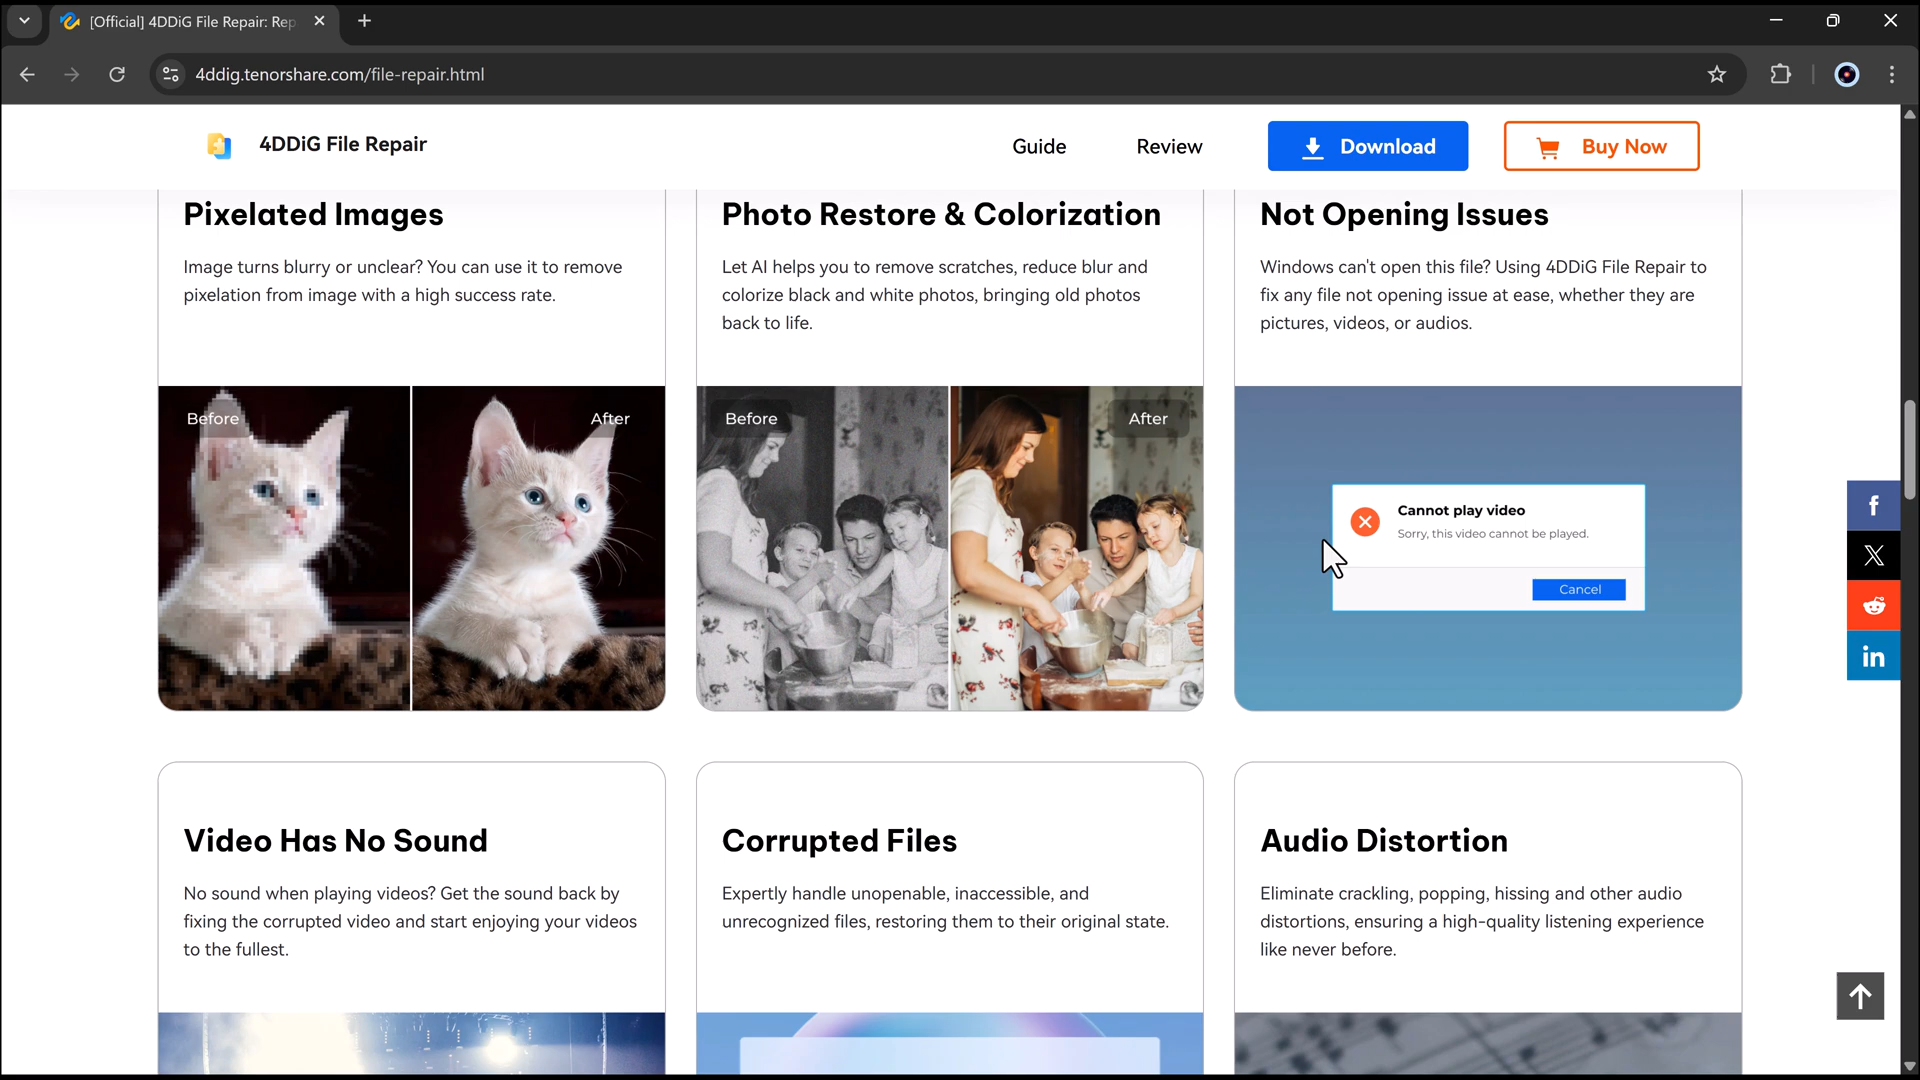 [Official] 4DDiG File Repair: Rep
4ddig.tenorshare.com/file-repair.html
4DDiG File Repair
Guide
Review
Download
Buy Now
Pixelated Images
Image turns blurry or unclear? You can use it to remove
pixelation from image with a high success rate.
Before
After
Photo Restore & Colorization
Let AI helps you to remove scratches, reduce blur and
colorize black and white photos, bringing old photos
back to life.
Before
After
Not Opening Issues
Windows can't open this file? Using 4DDiG File Repair to
fix any file not opening issue at ease, whether they are
pictures, videos, or audios.
Cannot play video
Sorry, this video cannot be played.
Cancel
f
X
in
Video Has No Sound
No sound when playing videos? Get the sound back by
fixing the corrupted video and start enjoying your videos
to the fullest.
Corrupted Files
Expertly handle unopenable, inaccessible, and
unrecognized files, restoring them to their original state.
Audio Distortion
Eliminate crackling, popping, hissing and other audio
distortions, ensuring a high-quality listening experience
like never before.